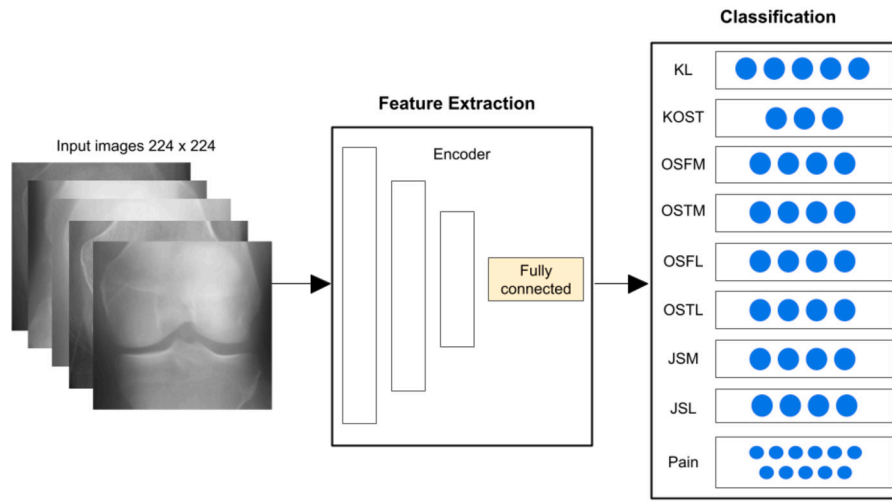 Classification
Feature Extraction
Input images 224 x 224
Encoder
Fully
connected
KL
KOST
OSFM
OSTM
OSFL
OSTL
JSM
JSL
Pain